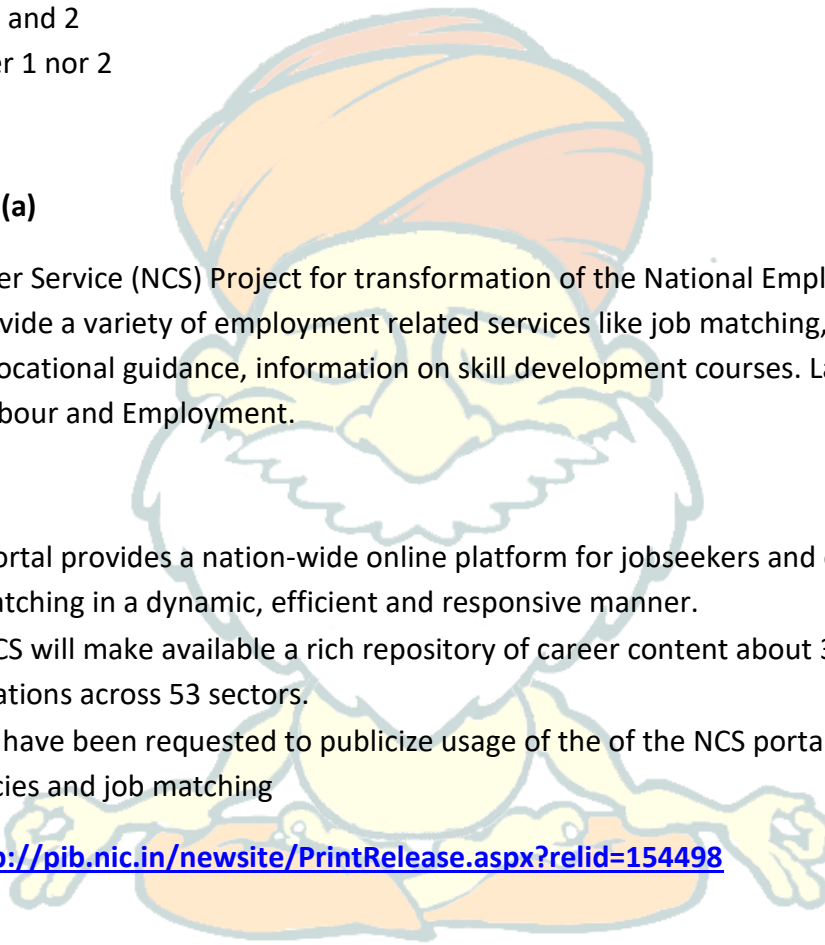 and 2
er 1 nor 2
(a)
er Service (NCS) Project for transformation of the National Empl
vide a variety of employment related services like job matching,
ocational guidance, information on skill development courses. La
bour and Employment.
ortal provides a nation-wide online platform for jobseekers and
atching in a dynamic, efficient and responsive manner.
CS will make available a rich repository of career content about 3
ations across 53 sectors.
have been requested to publicize usage of the of the NCS porta
cies and job matching
p://pib.nic.in/newsite/PrintRelease.aspx?relid=154498